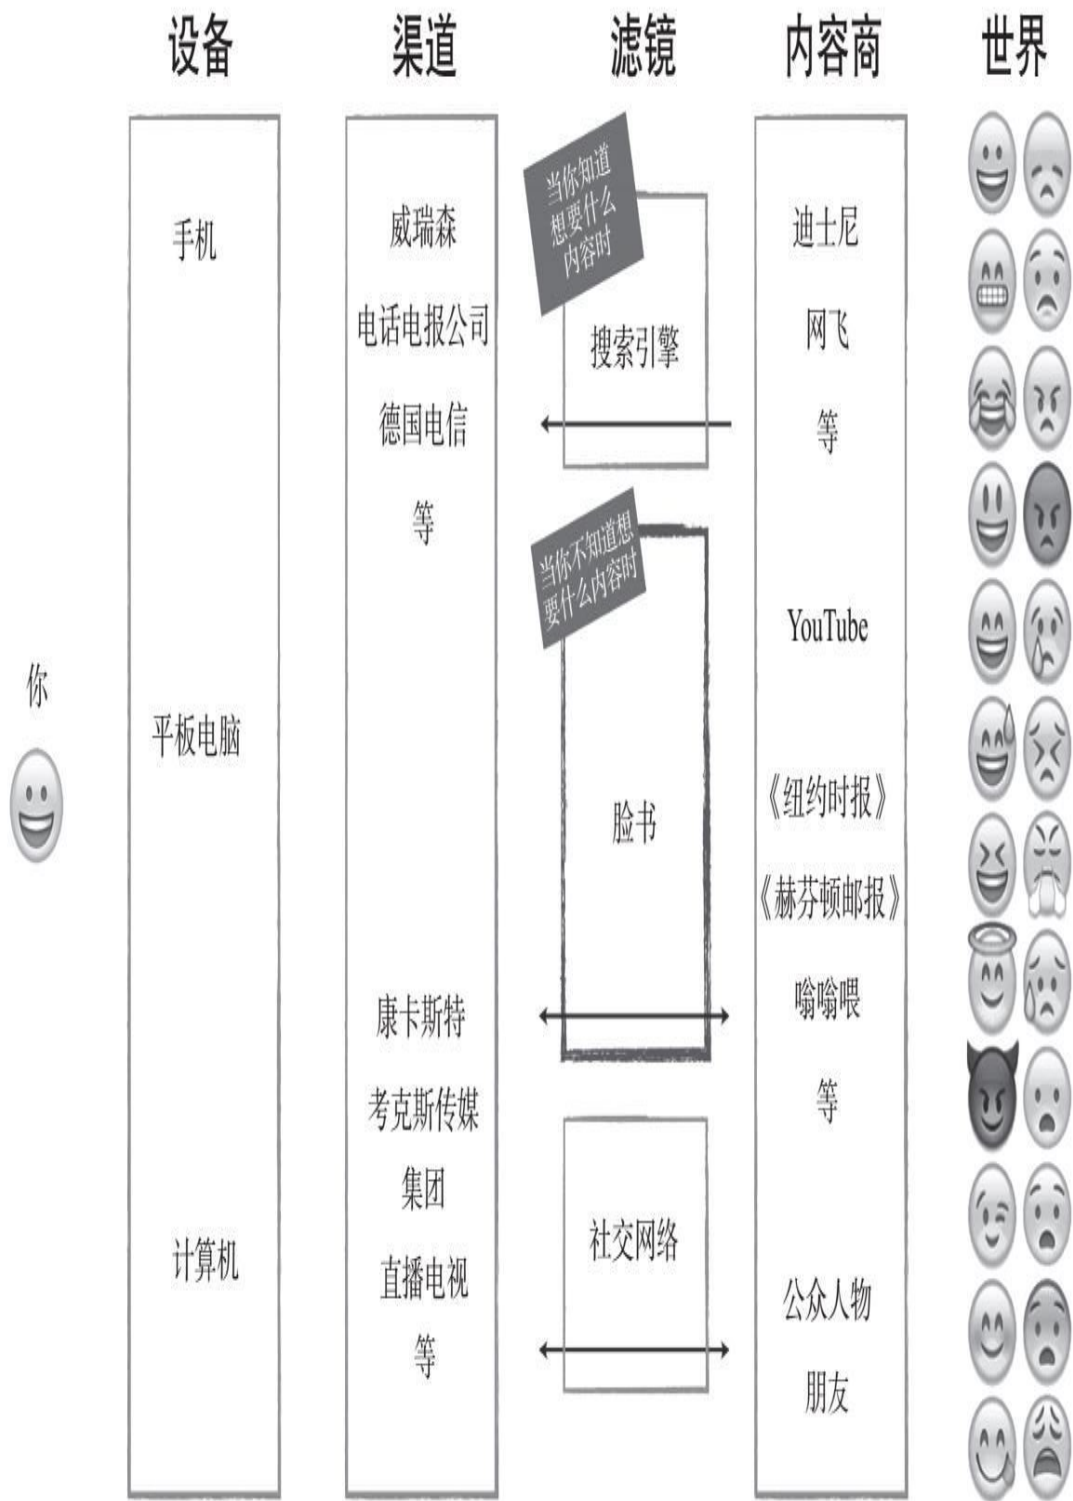 设备
渠道
滤镜
内容商
世界
你
手机
平板电脑
计算机
威瑞森
电话电报公司
德国电信
等
康卡斯特
考克斯传媒
集团
直播电视
等
当你知道
想要什么
内容时
搜索引擎
当你不知道想
要什么内容时
脸书
社交网络
迪士尼
网飞
等
YouTube
《纽约时报》
《赫芬顿邮报》
嗡嗡喂
等
公众人物
朋友